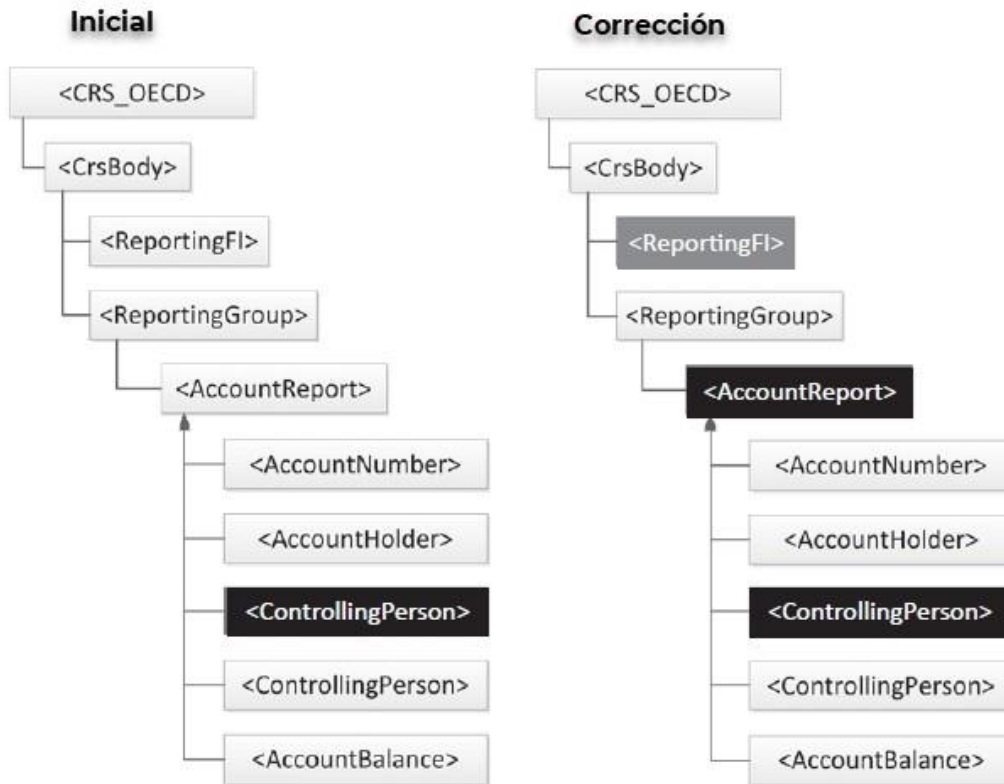 Inicial
<CRS_OECD>
<CrsBody>
<ReportingFI>
<ReportingGroup>
<AccountReport>
<AccountNumber>
<AccountHolder>
<ControllingPerson>
<ControllingPerson>
<AccountBalance>
Corrección
<CRS_OECD>
<CrsBody>
<ReportingFI>
<ReportingGroup>
<AccountReport>
<AccountNumber>
<AccountHolder>
<ControllingPerson>
<ControllingPerson>
<AccountBalance>